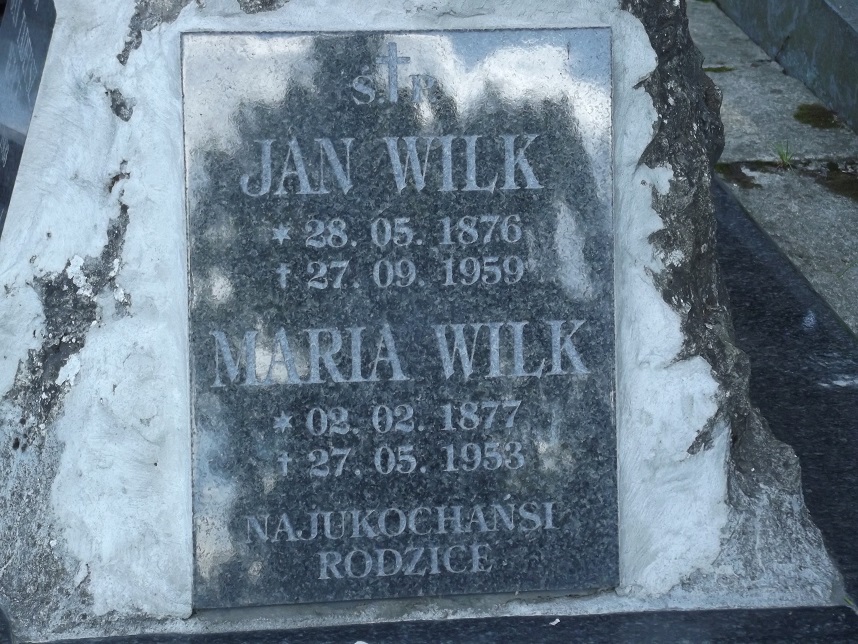 Ś.†P.
JAN WILK
* 28. 05. 1876
† 27. 09. 1959
MARIA WILK
* 02. 02. 1877
† 27. 05. 1953
NAJUKOCHAŃSI
RODZICE